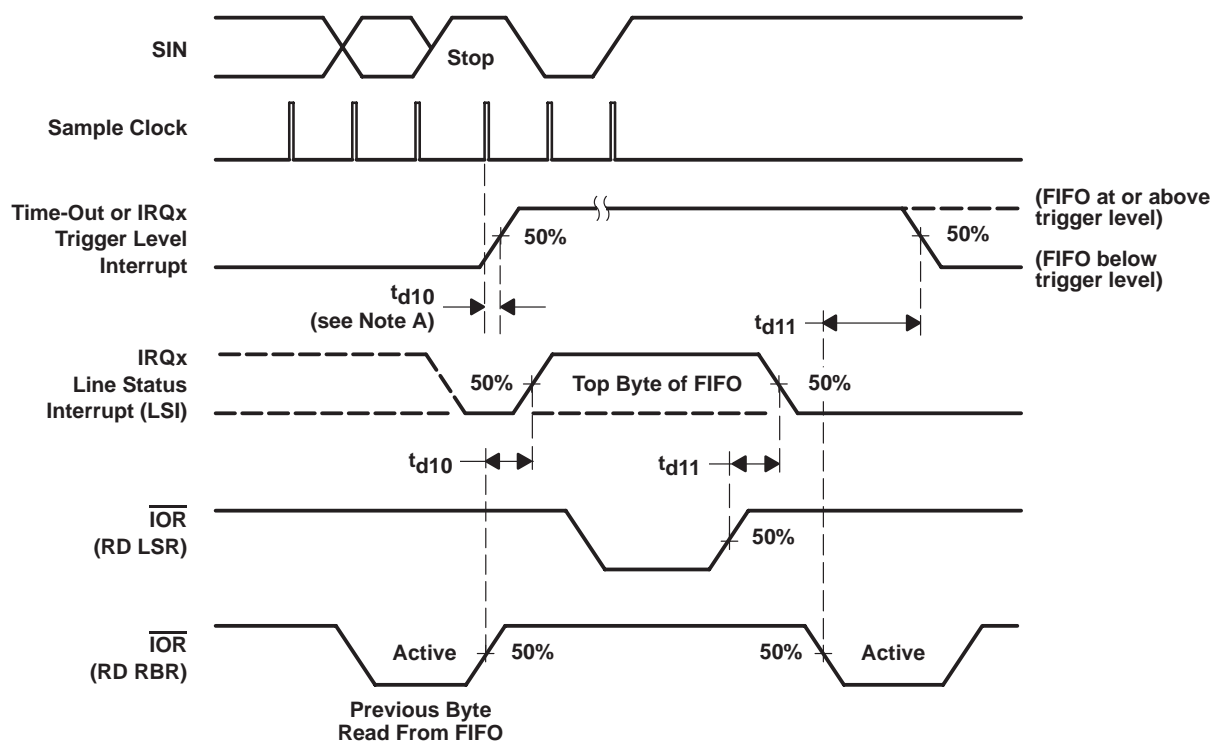 SIN
Stop
Sample Clock
Time-Out or IRQx
Trigger Level
Interrupt
50%
50%
(FIFO at or above
trigger level)
(FIFO below
trigger level)
td10
(see Note A)
td11
IRQx
Line Status
Interrupt (LSI)
50%
Top Byte of FIFO
50%
td10
td11
IOR
(RD LSR)
50%
IOR
(RD RBR)
Active
50%
50%
Active
Previous Byte
Read From FIFO